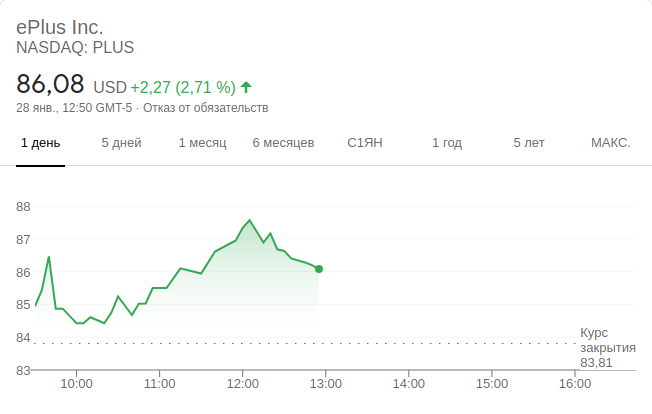 ePlus Inc.
NASDAQ: PLUS
86,08 USD +2,27 (2,71 %)
28 янв., 12:50 GMT-5 · Отказ от обязательств
1 день 5 дней 1 месяц 6 месяцев С1ЯН 1 год 5 лет МАКС.
88
87
86
85
84
83
Курс
закрытия
83,81
10:00 11:00 12:00 13:00 14:00 15:00 16:00